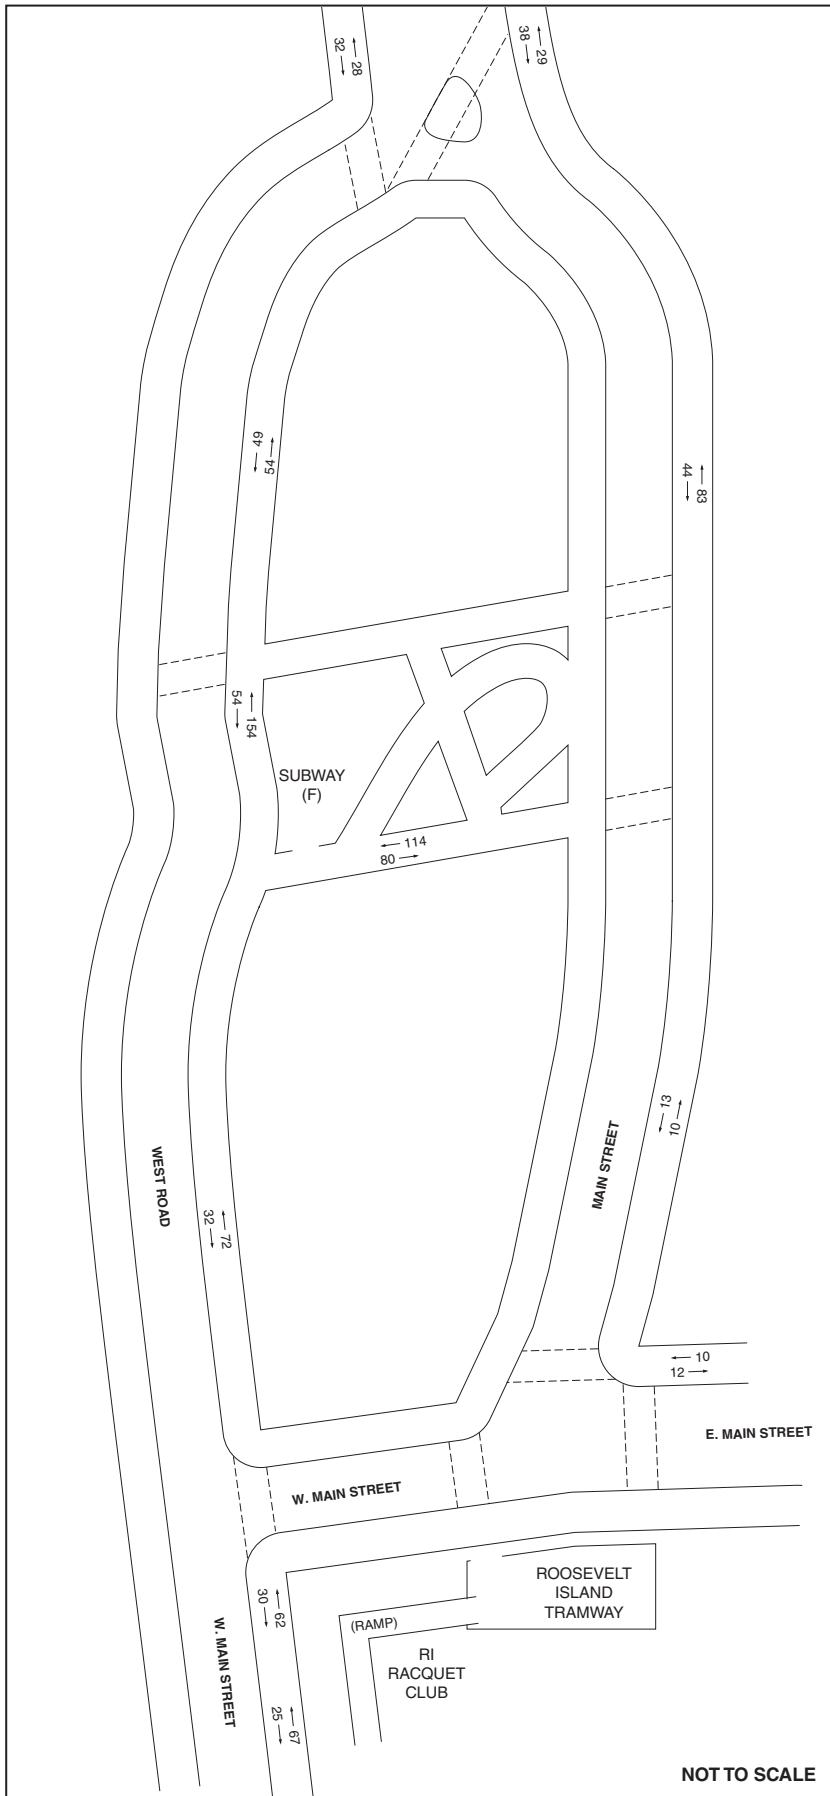 32
28
38
29
49
54
44
83
54
154
SUBWAY
(F)
114
80
13
10
WEST ROAD
MAIN STREET
32
72
10
12
E. MAIN STREET
W. MAIN STREET
ROOSEVELT
ISLAND
TRAMWAY
30
62
(RAMP)
W. MAIN STREET
RI
RACQUET
CLUB
25
67
NOT TO SCALE